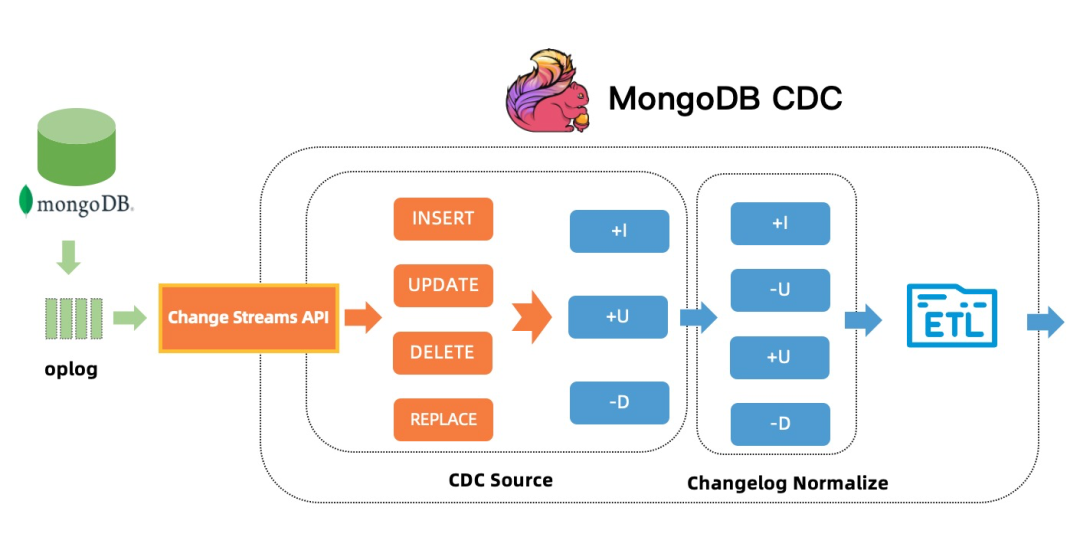 MongoDB CDC
mongoDB.
oplog
Change Streams API
INSERT
UPDATE
DELETE
REPLACE
+I
+U
-D
CDC Source
+I
-U
+U
-D
Changelog Normalize
ETL